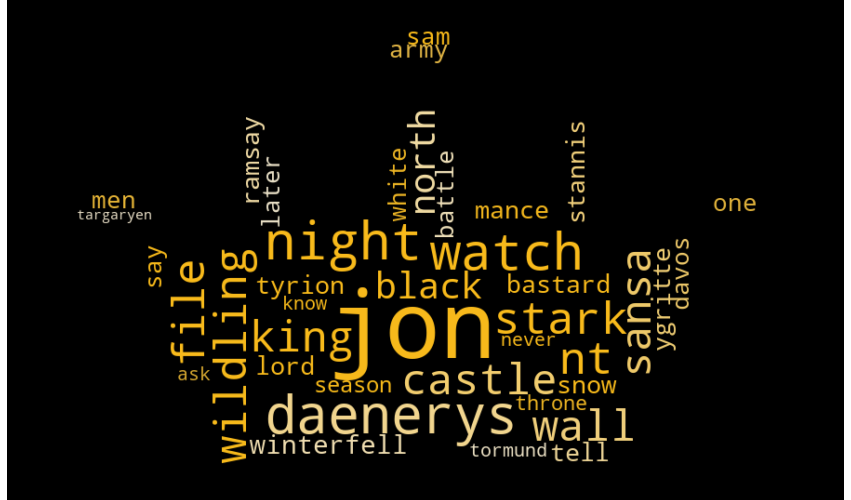 sam
army
ramsay
later
white
north
battle
stannis
men
targaryen
mance
one
say
file
wildling
night
watch
tyrion
black
bastard
know
jon
stark
sansa
ygritte
davos
king
never
nt
lord
ask
season
castle
snow
daenerys
throne
wall
winterfell
tormund
tell